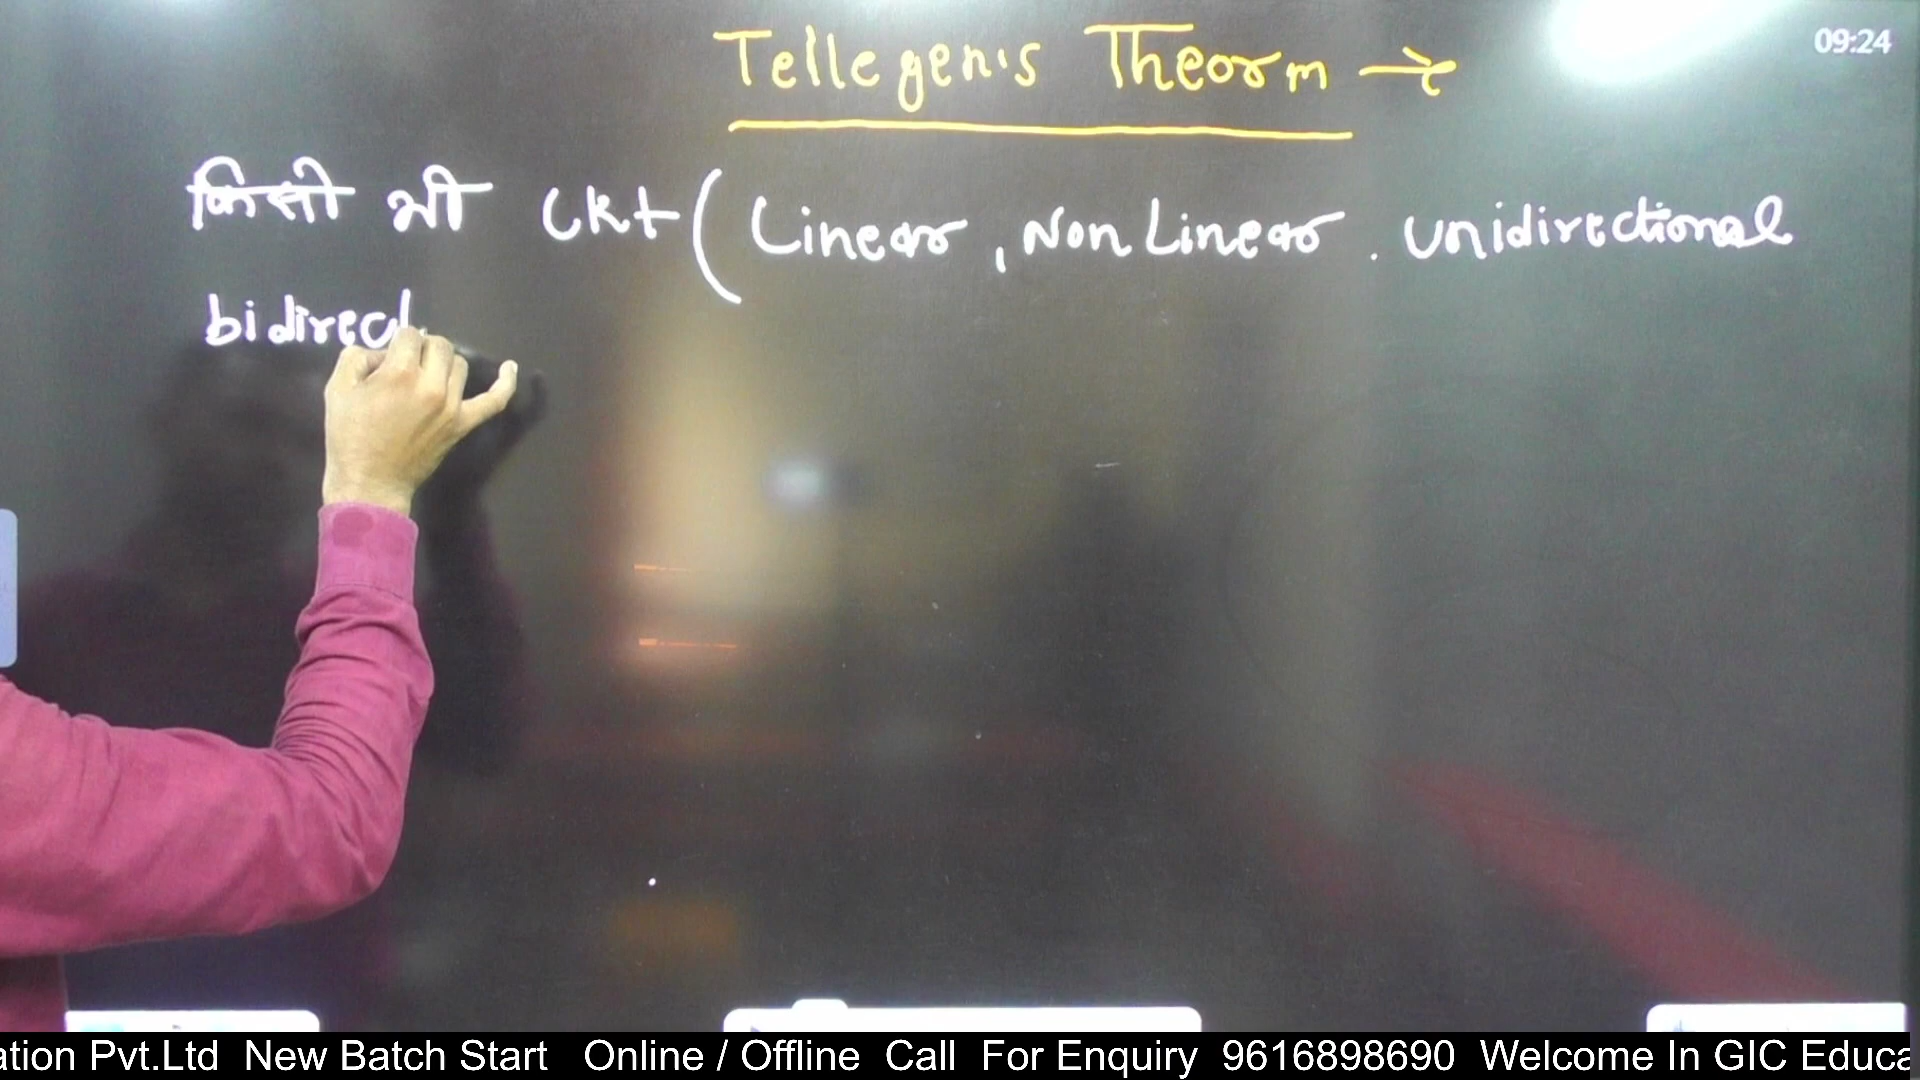 Tellegen's Theorm →
09:24
किसी भी Ckt ( Linear, Non Linear. unidirectional
bidirect
ation Pvt.Ltd New Batch Start Online / Offline Call For Enquiry 9616898690 Welcome In GIC Educa